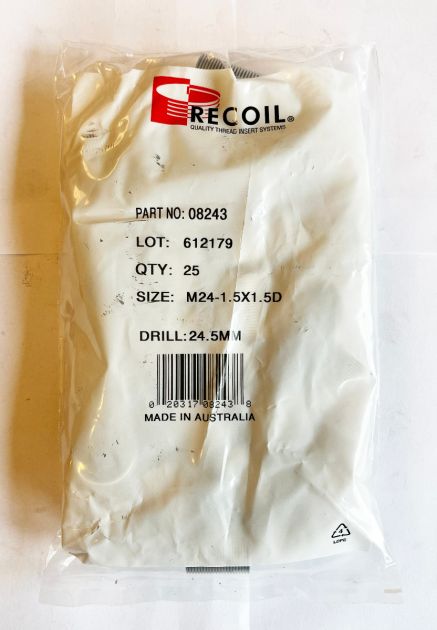 RECOIL®
QUALITY THREAD INSERT SYSTEMS
PART NO: 08243
LOT: 612179
QTY: 25
SIZE: M24-1.5X1.5D
DRILL: 24.5MM
0 20317 08243 8
MADE IN AUSTRALIA
4
LDPE